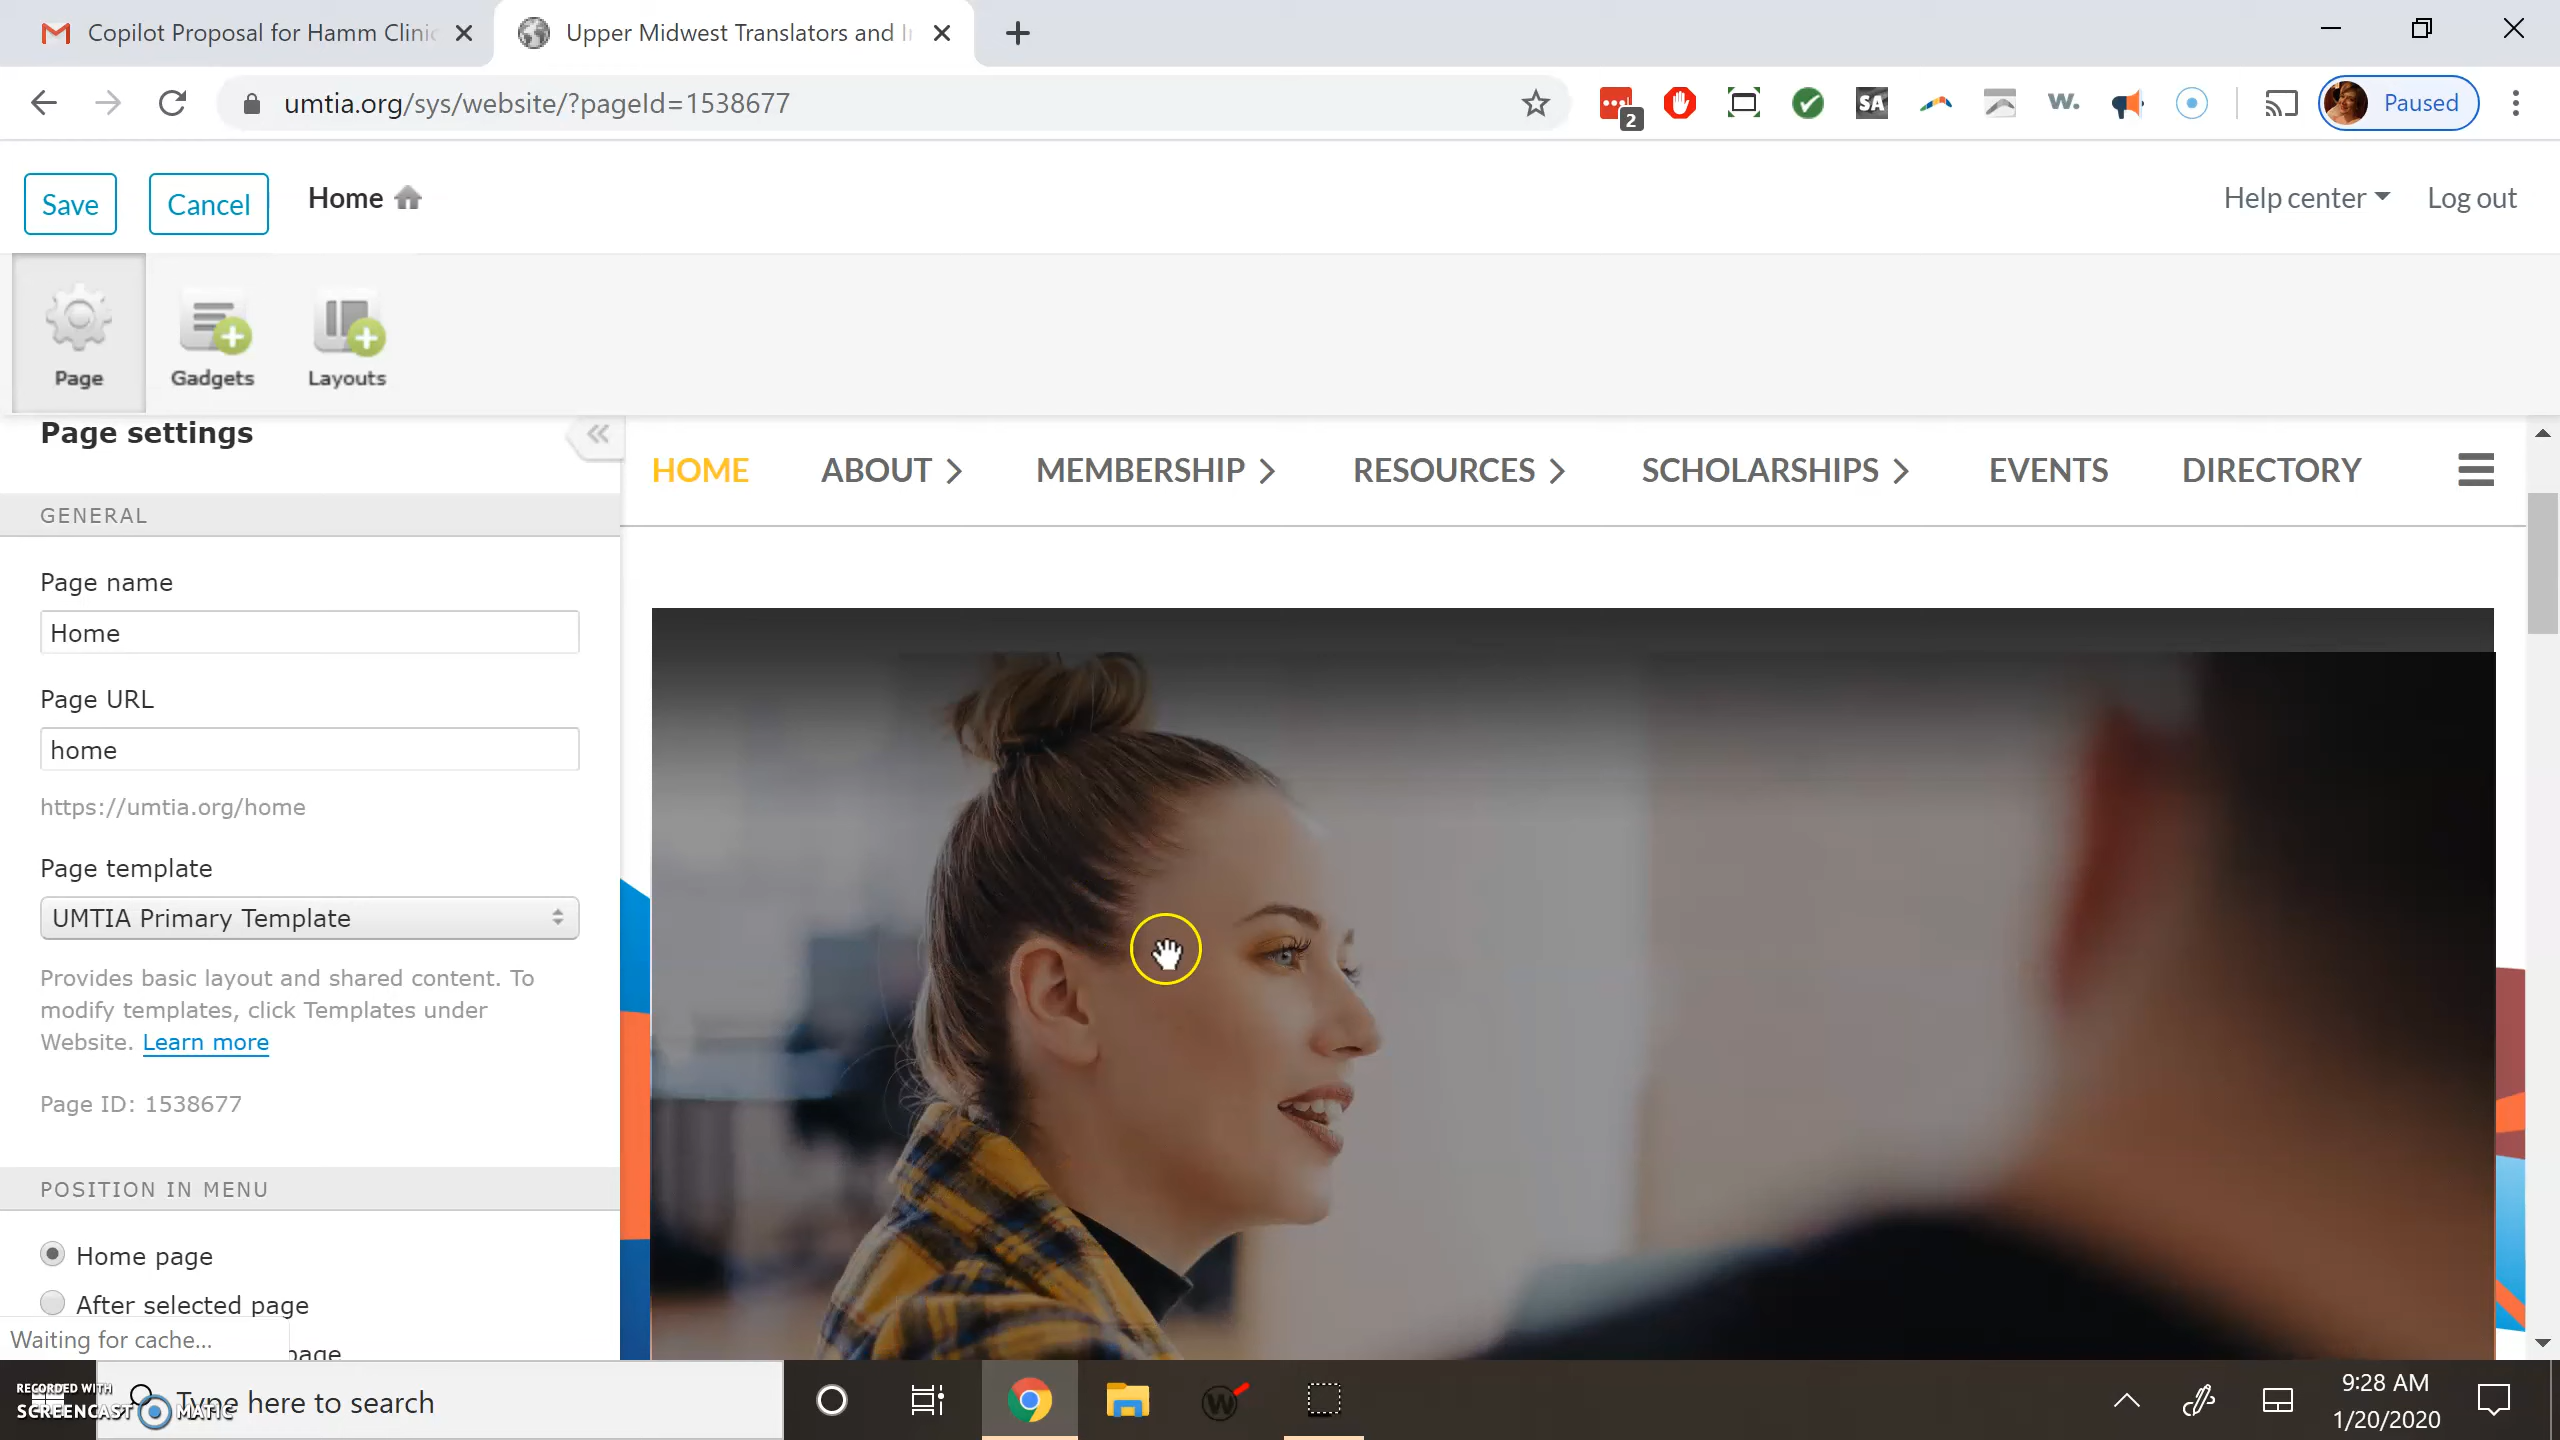 Copilot Proposal for Hamm Clinic
Upper Midwest Translators and I
umtia.org/sys/website/?pageId=1538677
2
SA
w.
Paused
Save
Cancel
Home
Help center
Log out
Page
Gadgets
Layouts
Page settings
HOME
ABOUT
MEMBERSHIP
RESOURCES
SCHOLARSHIPS
EVENTS
DIRECTORY
GENERAL
Page name
Home
Page URL
home
https://umtia.org/home
Page template
UMTIA Primary Template
Provides basic layout and shared content. To
modify templates, click Templates under
Website. Learn more
Page ID: 1538677
POSITION IN MENU
Home page
After selected page
page
Waiting for cache...
RECORDED WITH
SCREENCAST MATIC
Type here to search
9:28 AM
1/20/2020